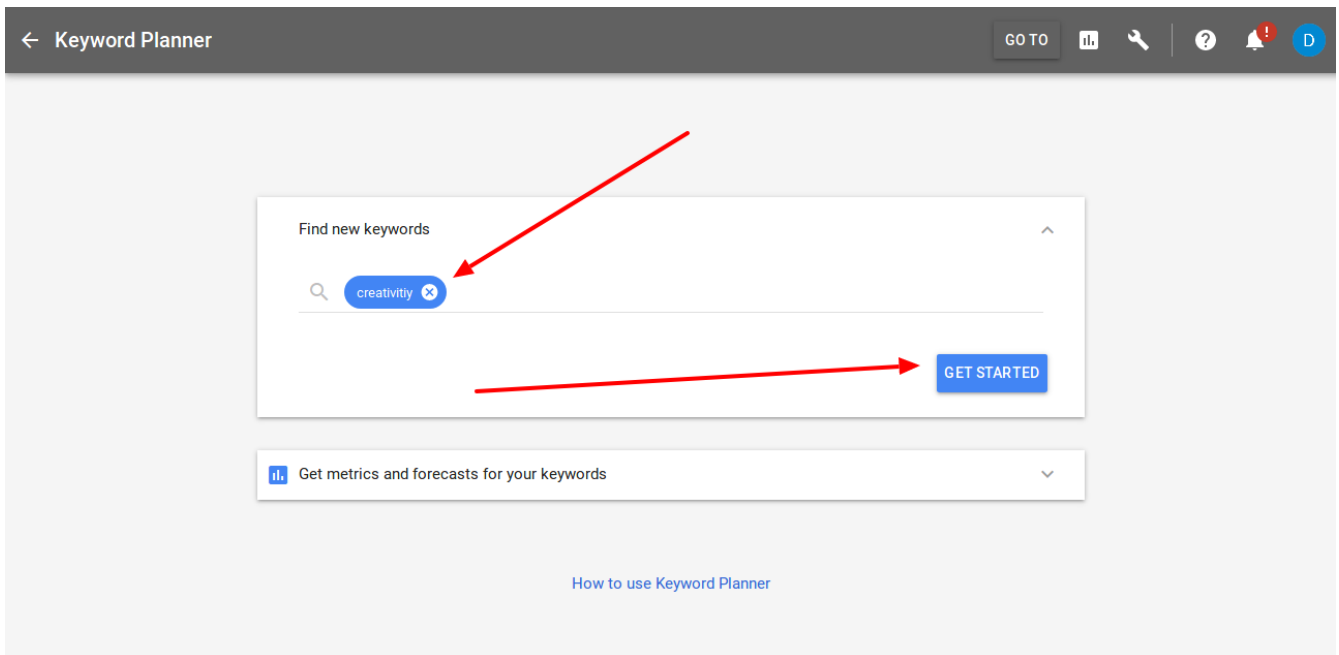 Keyword Planner
GO TO
!
D
Find new keywords
creativitiy
GET STARTED
Get metrics and forecasts for your keywords
How to use Keyword Planner